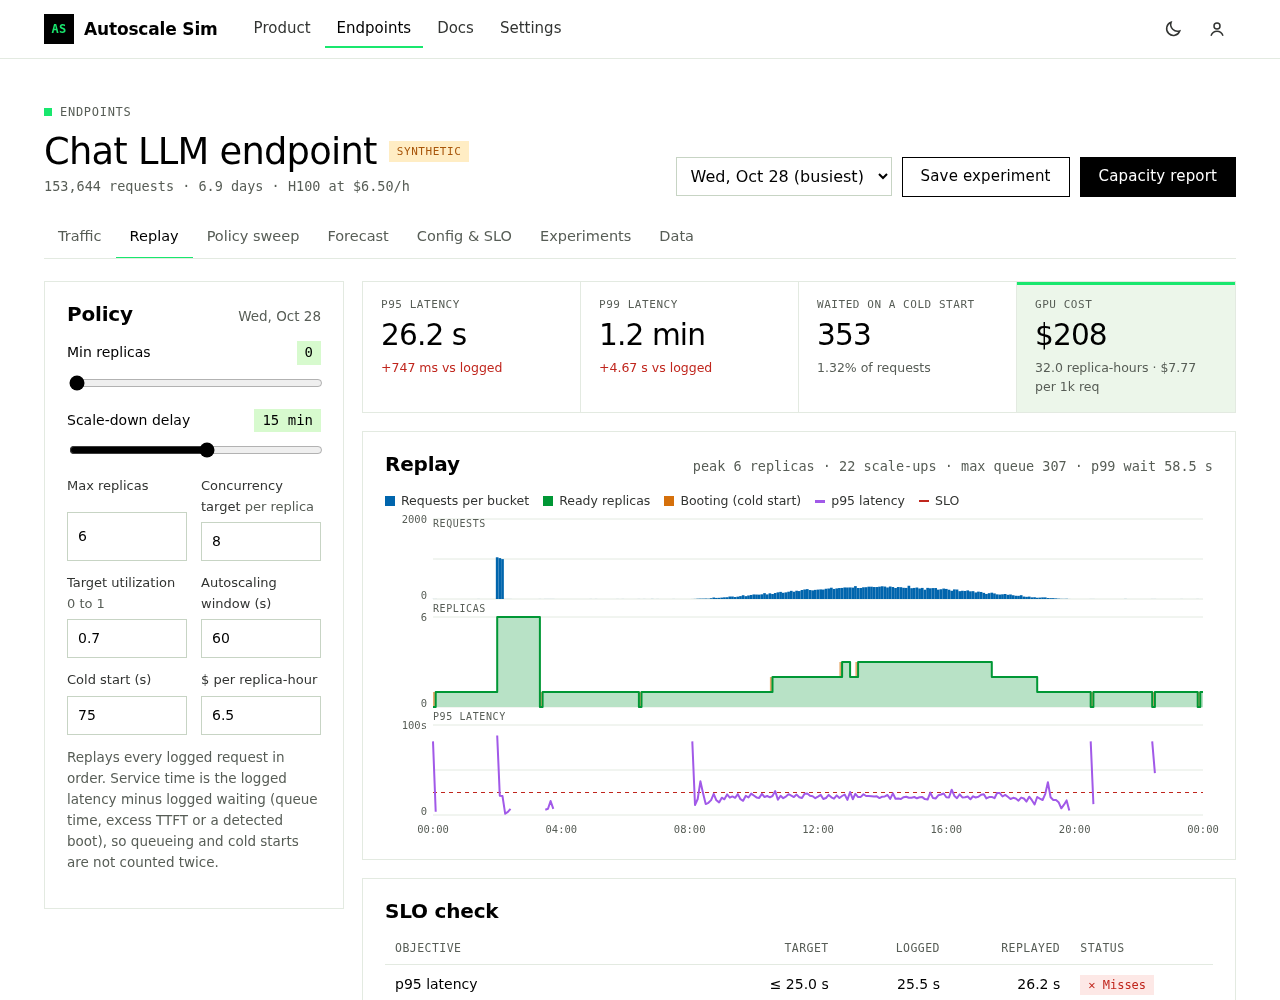 AS Autoscale Sim Product Endpoints Docs Settings
ENDPOINTS
Chat LLM endpoint SYNTHETIC
153,644 requests · 6.9 days · H100 at $6.50/h
Wed, Oct 28 (busiest) Save experiment Capacity report
Traffic Replay Policy sweep Forecast Config & SLO Experiments Data
Policy Wed, Oct 28
Min replicas 0
Scale-down delay 15 min
Max replicas
6
Concurrency
target per replica
8
Target utilization
0 to 1
0.7
Autoscaling
window (s)
60
Cold start (s)
75
$ per replica-hour
6.5
Replays every logged request in
order. Service time is the logged
latency minus logged waiting (queue
time, excess TTFT or a detected
boot), so queueing and cold starts
are not counted twice.
P95 LATENCY
26.2 s
+747 ms vs logged
P99 LATENCY
1.2 min
+4.67 s vs logged
WAITED ON A COLD START
353
1.32% of requests
GPU COST
$208
32.0 replica-hours · $7.77
per 1k req
Replay peak 6 replicas · 22 scale-ups · max queue 307 · p99 wait 58.5 s
Requests per bucket Ready replicas Booting (cold start) p95 latency SLO
2000 REQUESTS
0
REPLICAS
6
0
P95 LATENCY
100s
0
00:00 04:00 08:00 12:00 16:00 20:00 00:00
SLO check
OBJECTIVE TARGET LOGGED REPLAYED STATUS
p95 latency ≤ 25.0 s 25.5 s 26.2 s × Misses